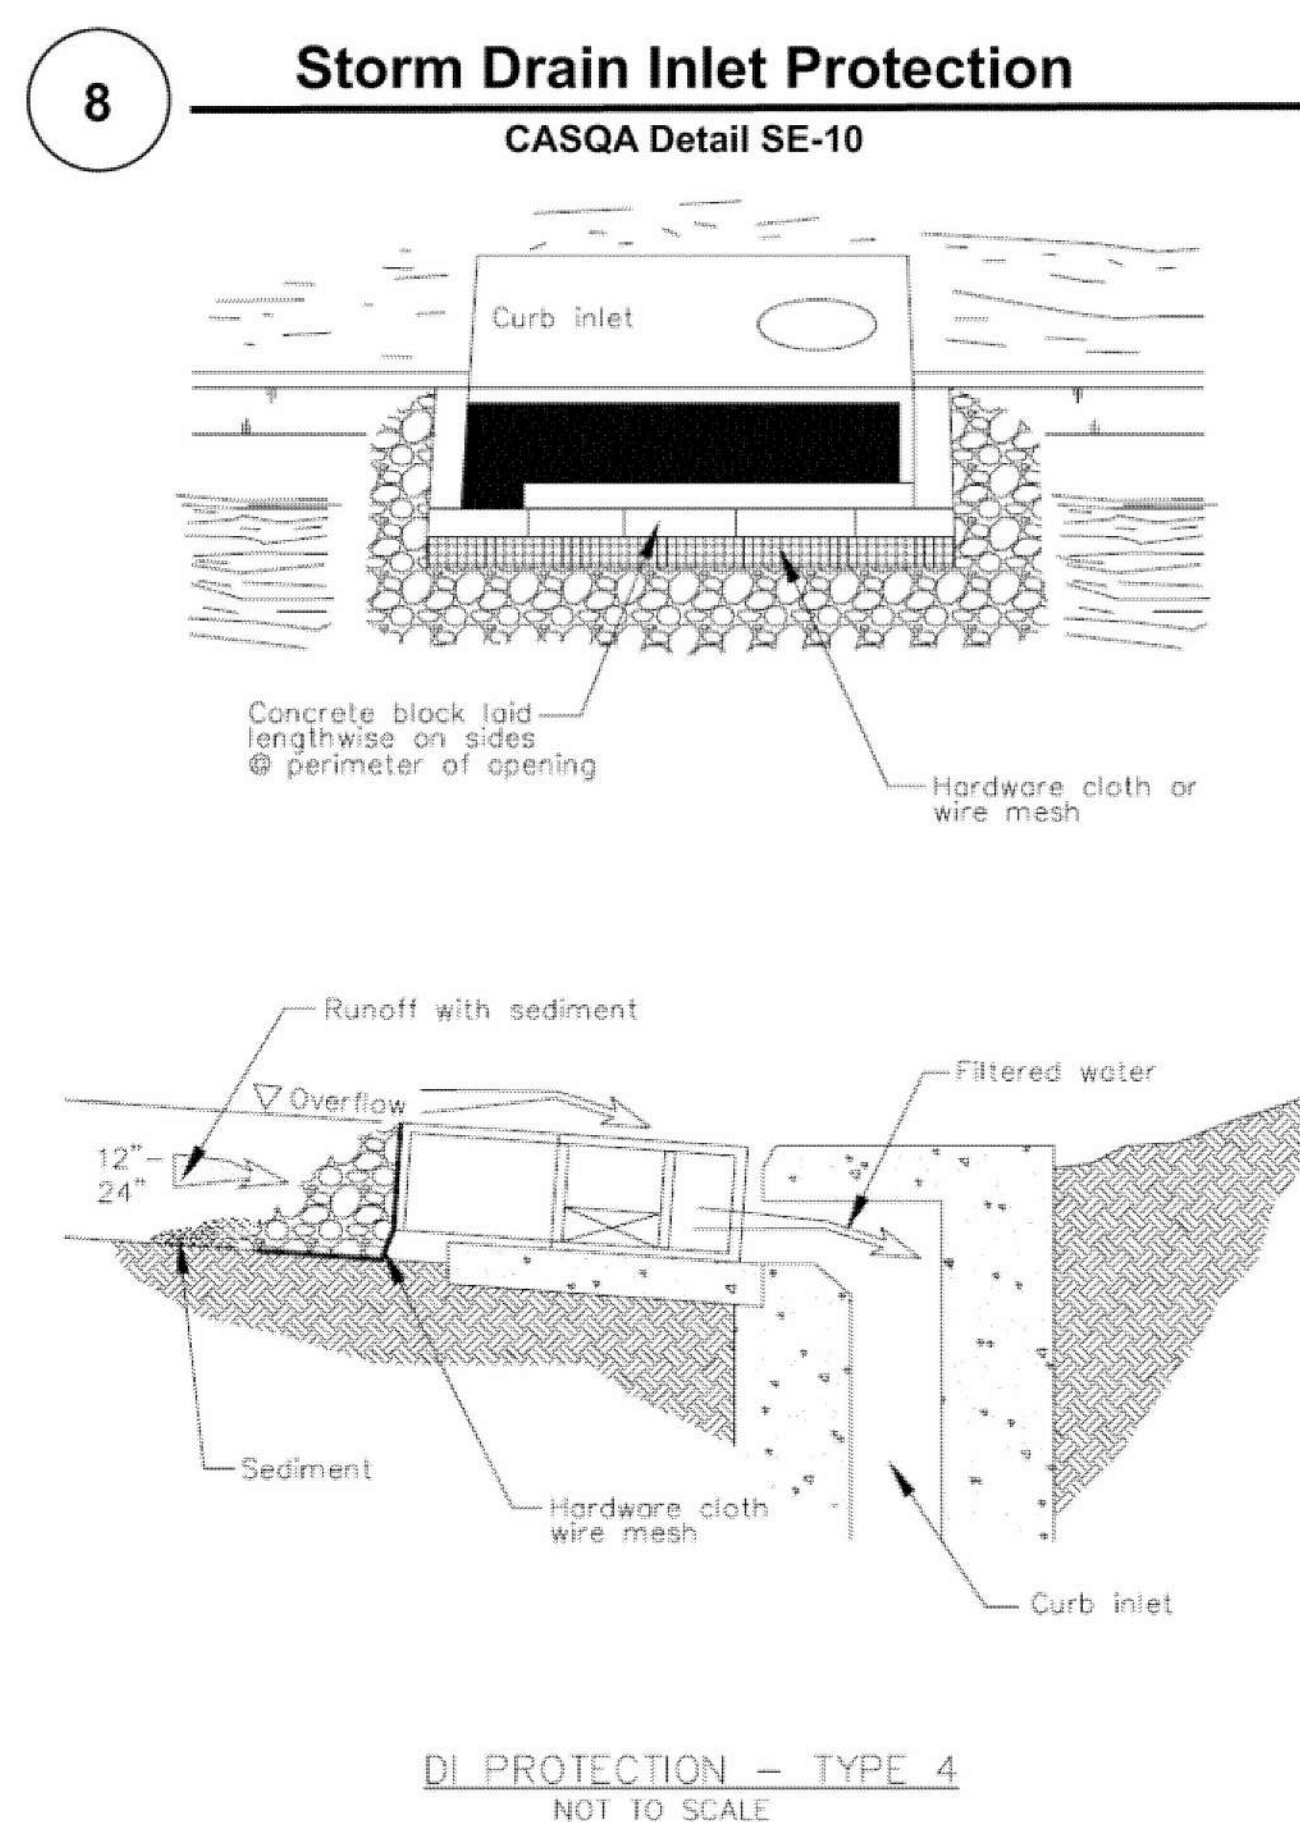 8
Storm Drain Inlet Protection
CASQA Detail SE-10
Curb inlet
Concrete block laid
lengthwise on sides
@ perimeter of opening
Hardware cloth or
wire mesh
Runoff with sediment
Filtered water
Overflow
12"-
24"
Sediment
Hardware cloth
wire mesh
Curb inlet
DI PROTECTION – TYPE 4
NOT TO SCALE